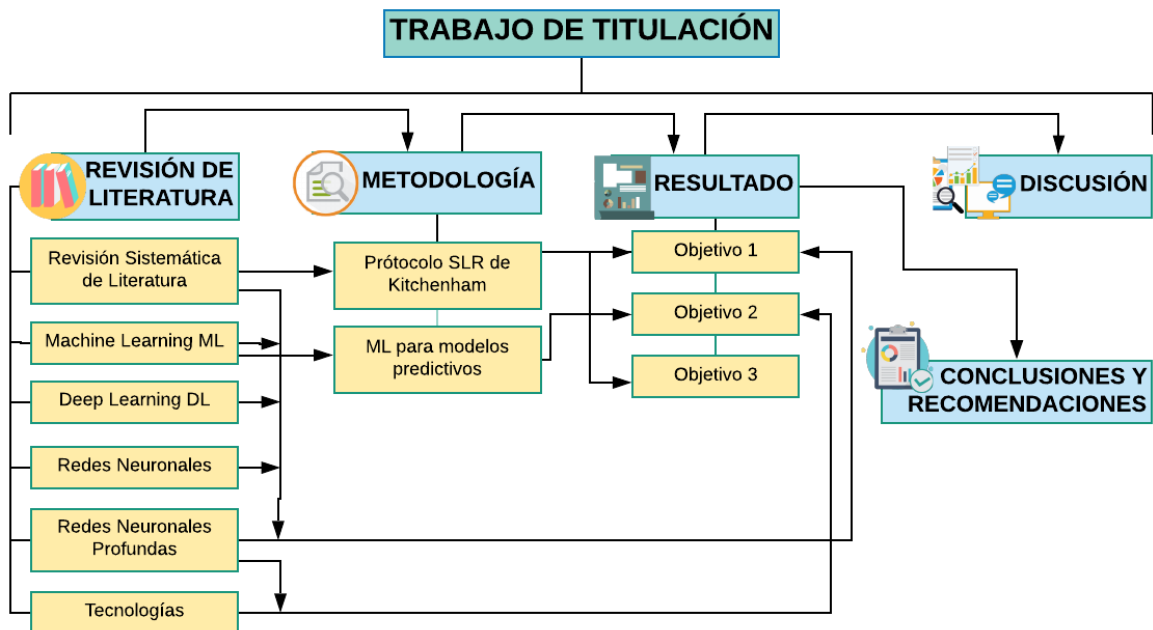 TRABAJO DE TITULACIÓN
REVISIÓN DE
LITERATURA
Revisión Sistemática
de Literatura
Machine Learning ML
Deep Learning DL
Redes Neuronales
Redes Neuronales
Profundas
Tecnologías
METODOLOGÍA
Prótocolo SLR de
Kitchenham
ML para modelos
predictivos
RESULTADO
Objetivo 1
Objetivo 2
Objetivo 3
DISCUSIÓN
CONCLUSIONES Y
RECOMENDACIONES